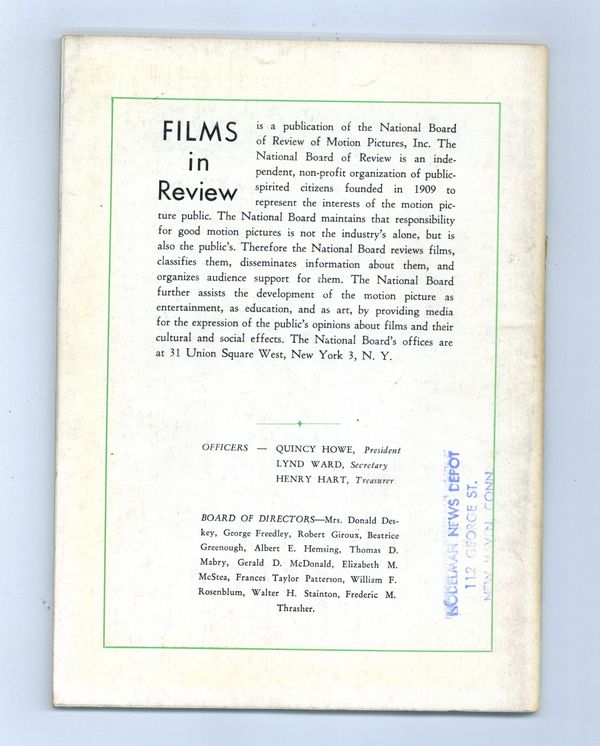 FILMS
in
Review
is a publication of the National Board
of Review of Motion Pictures, Inc. The
National Board of Review is an inde-
pendent, non-profit organization of public-
spirited citizens founded in 1909 to
represent the interests of the motion pic-
ture public. The National Board maintains that responsibility
for good motion pictures is not the industry's alone, but is
also the public's. Therefore the National Board reviews films,
classifies them, disseminates information about them, and
organizes audience support for them. The National Board
further assists the development of the motion picture as
entertainment, as education, and as art, by providing media
for the expression of the public's opinions about films and their
cultural and social effects. The National Board's offices are
at 31 Union Square West, New York 3, N. Y.
OFFICERS — QUINCY HOWE, President
LYND WARD, Secretary
HENRY HART, Treasurer
BOARD OF DIRECTORS—Mrs. Donald Des-
key, George Freedley, Robert Giroux, Beatrice
Greenough, Albert E. Hemsing, Thomas D.
Mabry, Gerald D. McDonald, Elizabeth M.
McStea, Frances Taylor Patterson, William F.
Rosenblum, Walter H. Stainton, Frederic M.
Thrasher.
NODELMAN NEWS DEPOT
112 GEORGE ST.
NEW CONN.